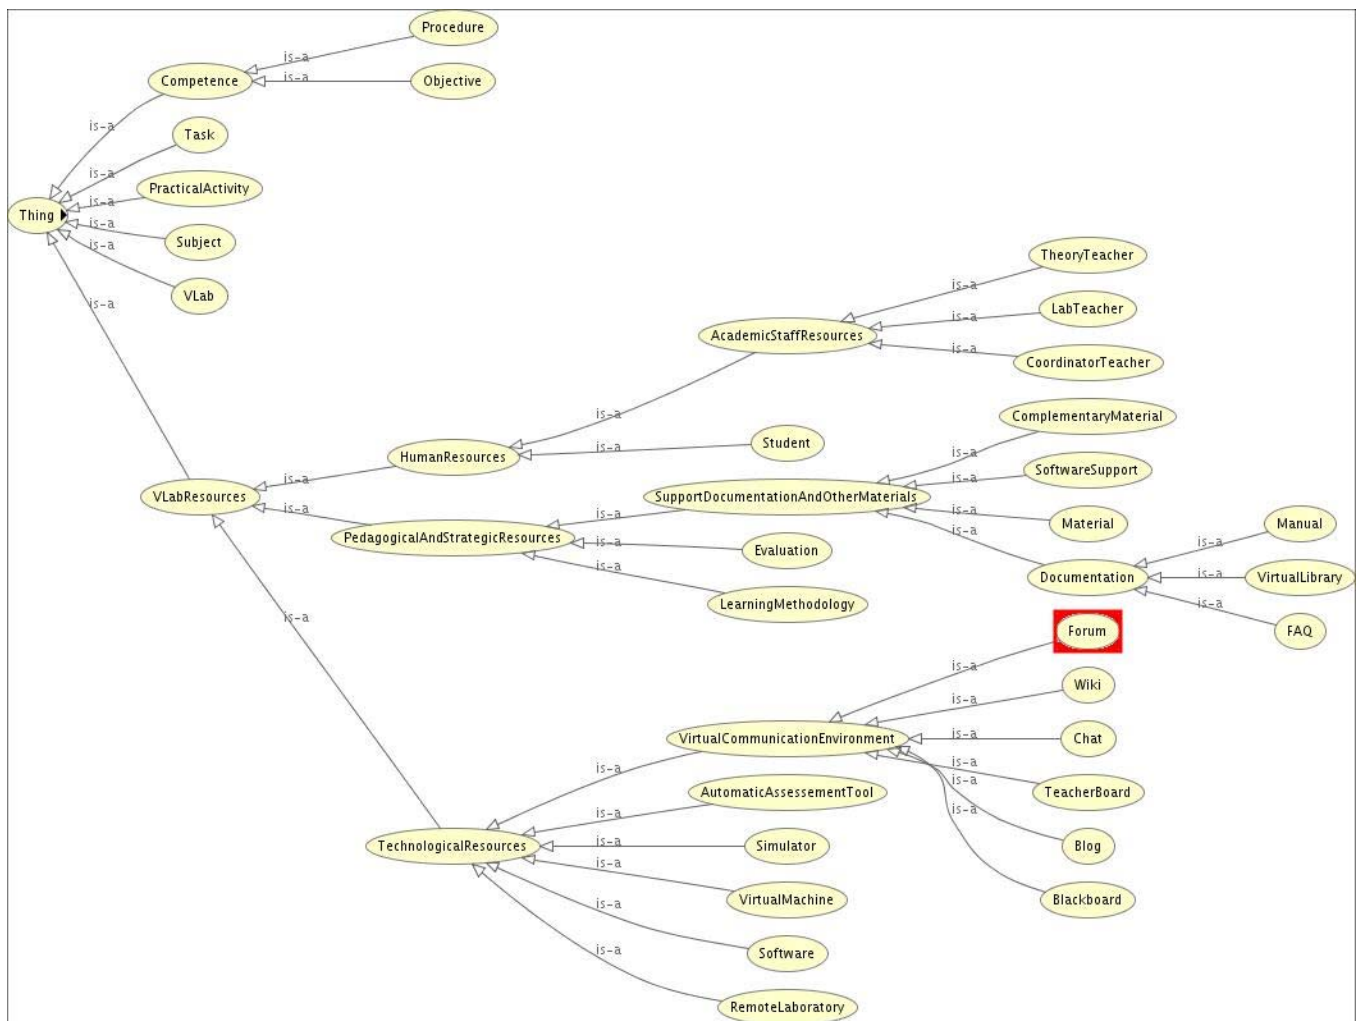 Procedure
is-a
Competence
is-a
Objective
is-a
Task
is-a
PracticalActivity
is-a
Thing
is-a
Subject
is-a
VLab
is-a
TheoryTeacher
is-a
LabTeacher
is-a
AcademicStaffResources
is-a
CoordinatorTeacher
is-a
ComplementaryMaterial
is-a
Student
is-a
HumanResources
is-a
SoftwareSupport
is-a
is-a
VLabResources
SupportDocumentationAndOtherMaterials
is-a
is-a
is-a
Material
Manual
PedagogicalAndStrategicResources
is-a
Evaluation
is-a
is-a
is-a
Documentation
is-a
VirtualLibrary
LearningMethodology
is-a
is-a
Forum
FAQ
is-a
Wiki
is-a
VirtualCommunicationEnvironment
is-a
Chat
is-a
is-a
AutomaticAssessementTool
is-a
TeacherBoard
is-a
is-a
TechnologicalResources
is-a
Simulator
Blog
is-a
VirtualMachine
Blackboard
is-a
Software
is-a
RemoteLaboratory